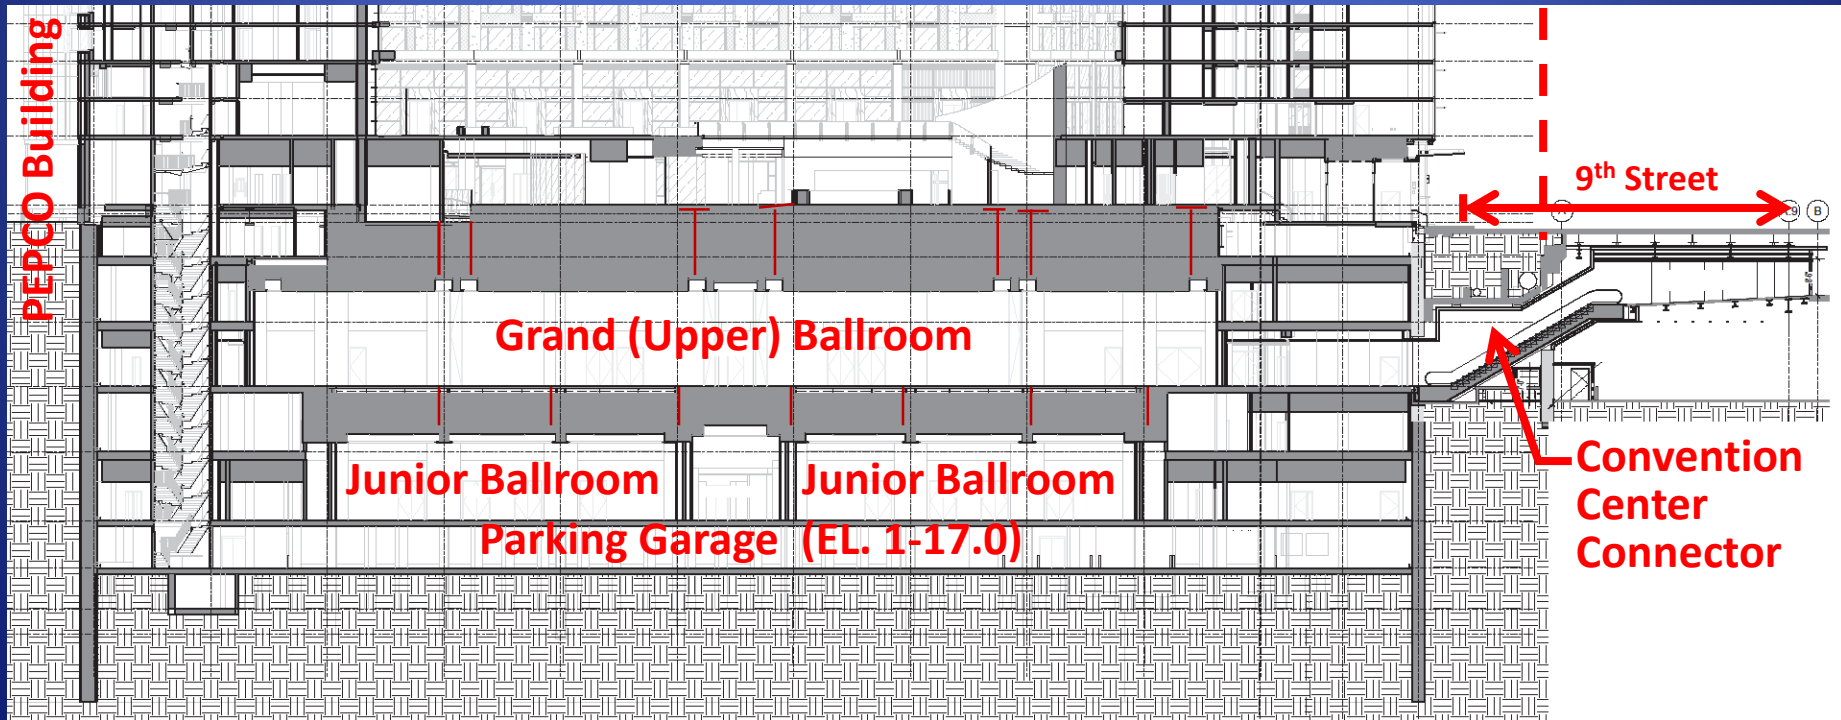 PEPCO Building
9th Street
B
Grand (Upper) Ballroom
Junior Ballroom
Junior Ballroom
Parking Garage (EL. 1-17.0)
Convention
Center
Connector